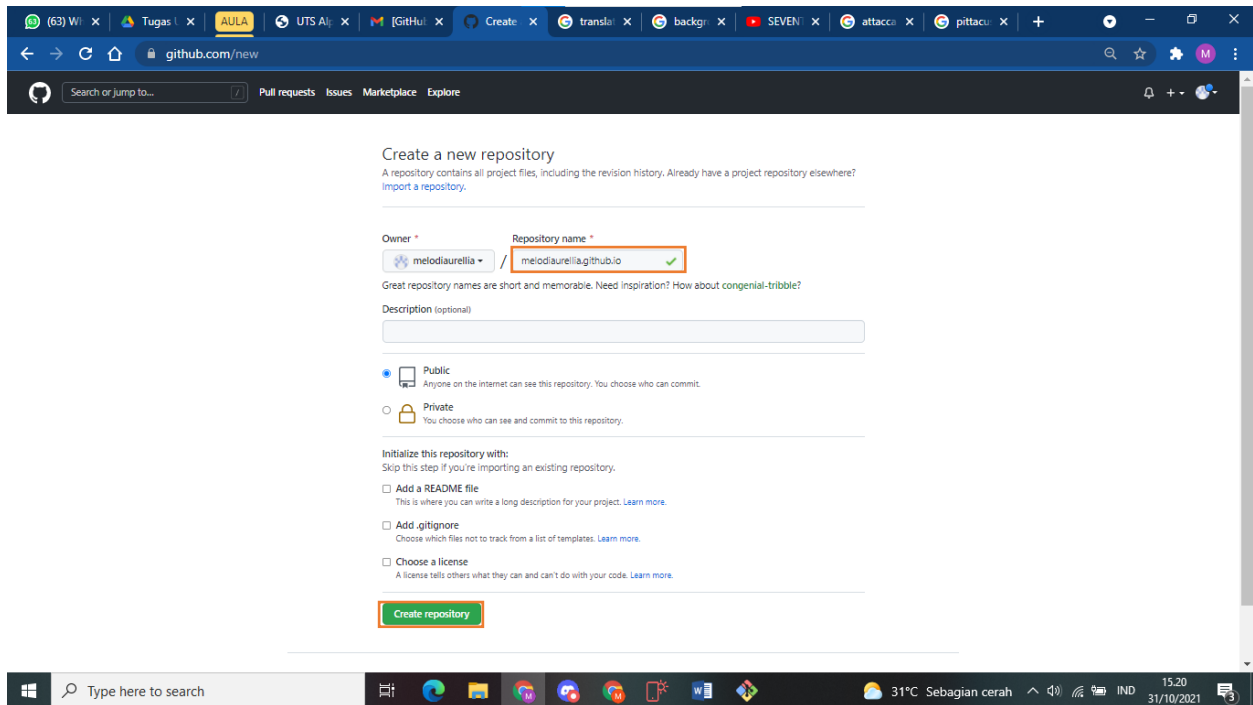 (63) Wh
Tugas L
AULA
UTS Alp
[GitHub
Create
translat
backgr
SEVENT
attacca
pittacu
github.com/new
M
Search or jump to...
/
Pull requests Issues Marketplace Explore
Create a new repository
A repository contains all project files, including the revision history. Already have a project repository elsewhere?
Import a repository.
Owner * Repository name *
melodiaurellia / melodiaurellia.github.io
Great repository names are short and memorable. Need inspiration? How about congenial-tribble?
Description (optional)
Public
Anyone on the internet can see this repository. You choose who can commit.
Private
You choose who can see and commit to this repository.
Initialize this repository with:
Skip this step if you're importing an existing repository.
Add a README file
This is where you can write a long description for your project. Learn more.
Add .gitignore
Choose which files not to track from a list of templates. Learn more.
Choose a license
A license tells others what they can and can't do with your code. Learn more.
Create repository
Type here to search
31°C Sebagian cerah
IND
15.20
31/10/2021
3